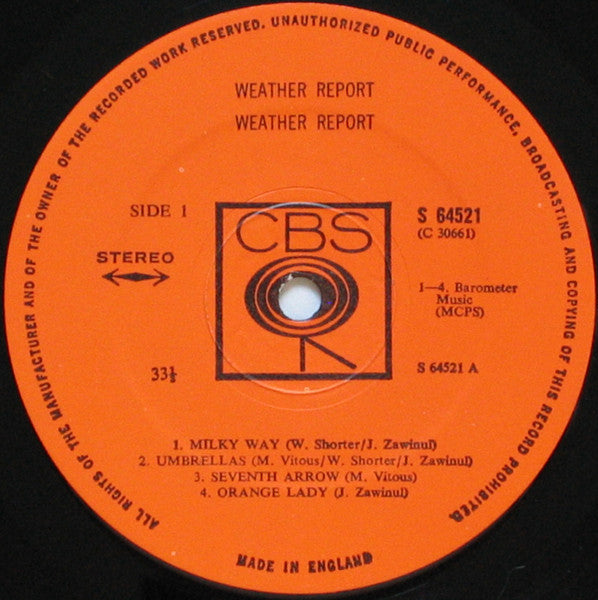 ALL RIGHTS OF THE MANUFACTURER AND OF THE OWNER OF THE RECORDED WORK RESERVED. UNAUTHORIZED PUBLIC PERFORMANCE, BROADCASTING AND COPYING OF THIS RECORD PROHIBITED.
WEATHER REPORT
WEATHER REPORT
SIDE 1
CBS
S 64521
(C 30661)
STEREO
1—4. Barometer
Music
(MCPS)
33⅓
S 64521 A
1. MILKY WAY (W. Shorter/J. Zawinul)
2. UMBRELLAS (M. Vitous/W. Shorter/J. Zawinul)
3. SEVENTH ARROW (M. Vitous)
4. ORANGE LADY (J. Zawinul)
MADE IN ENGLAND